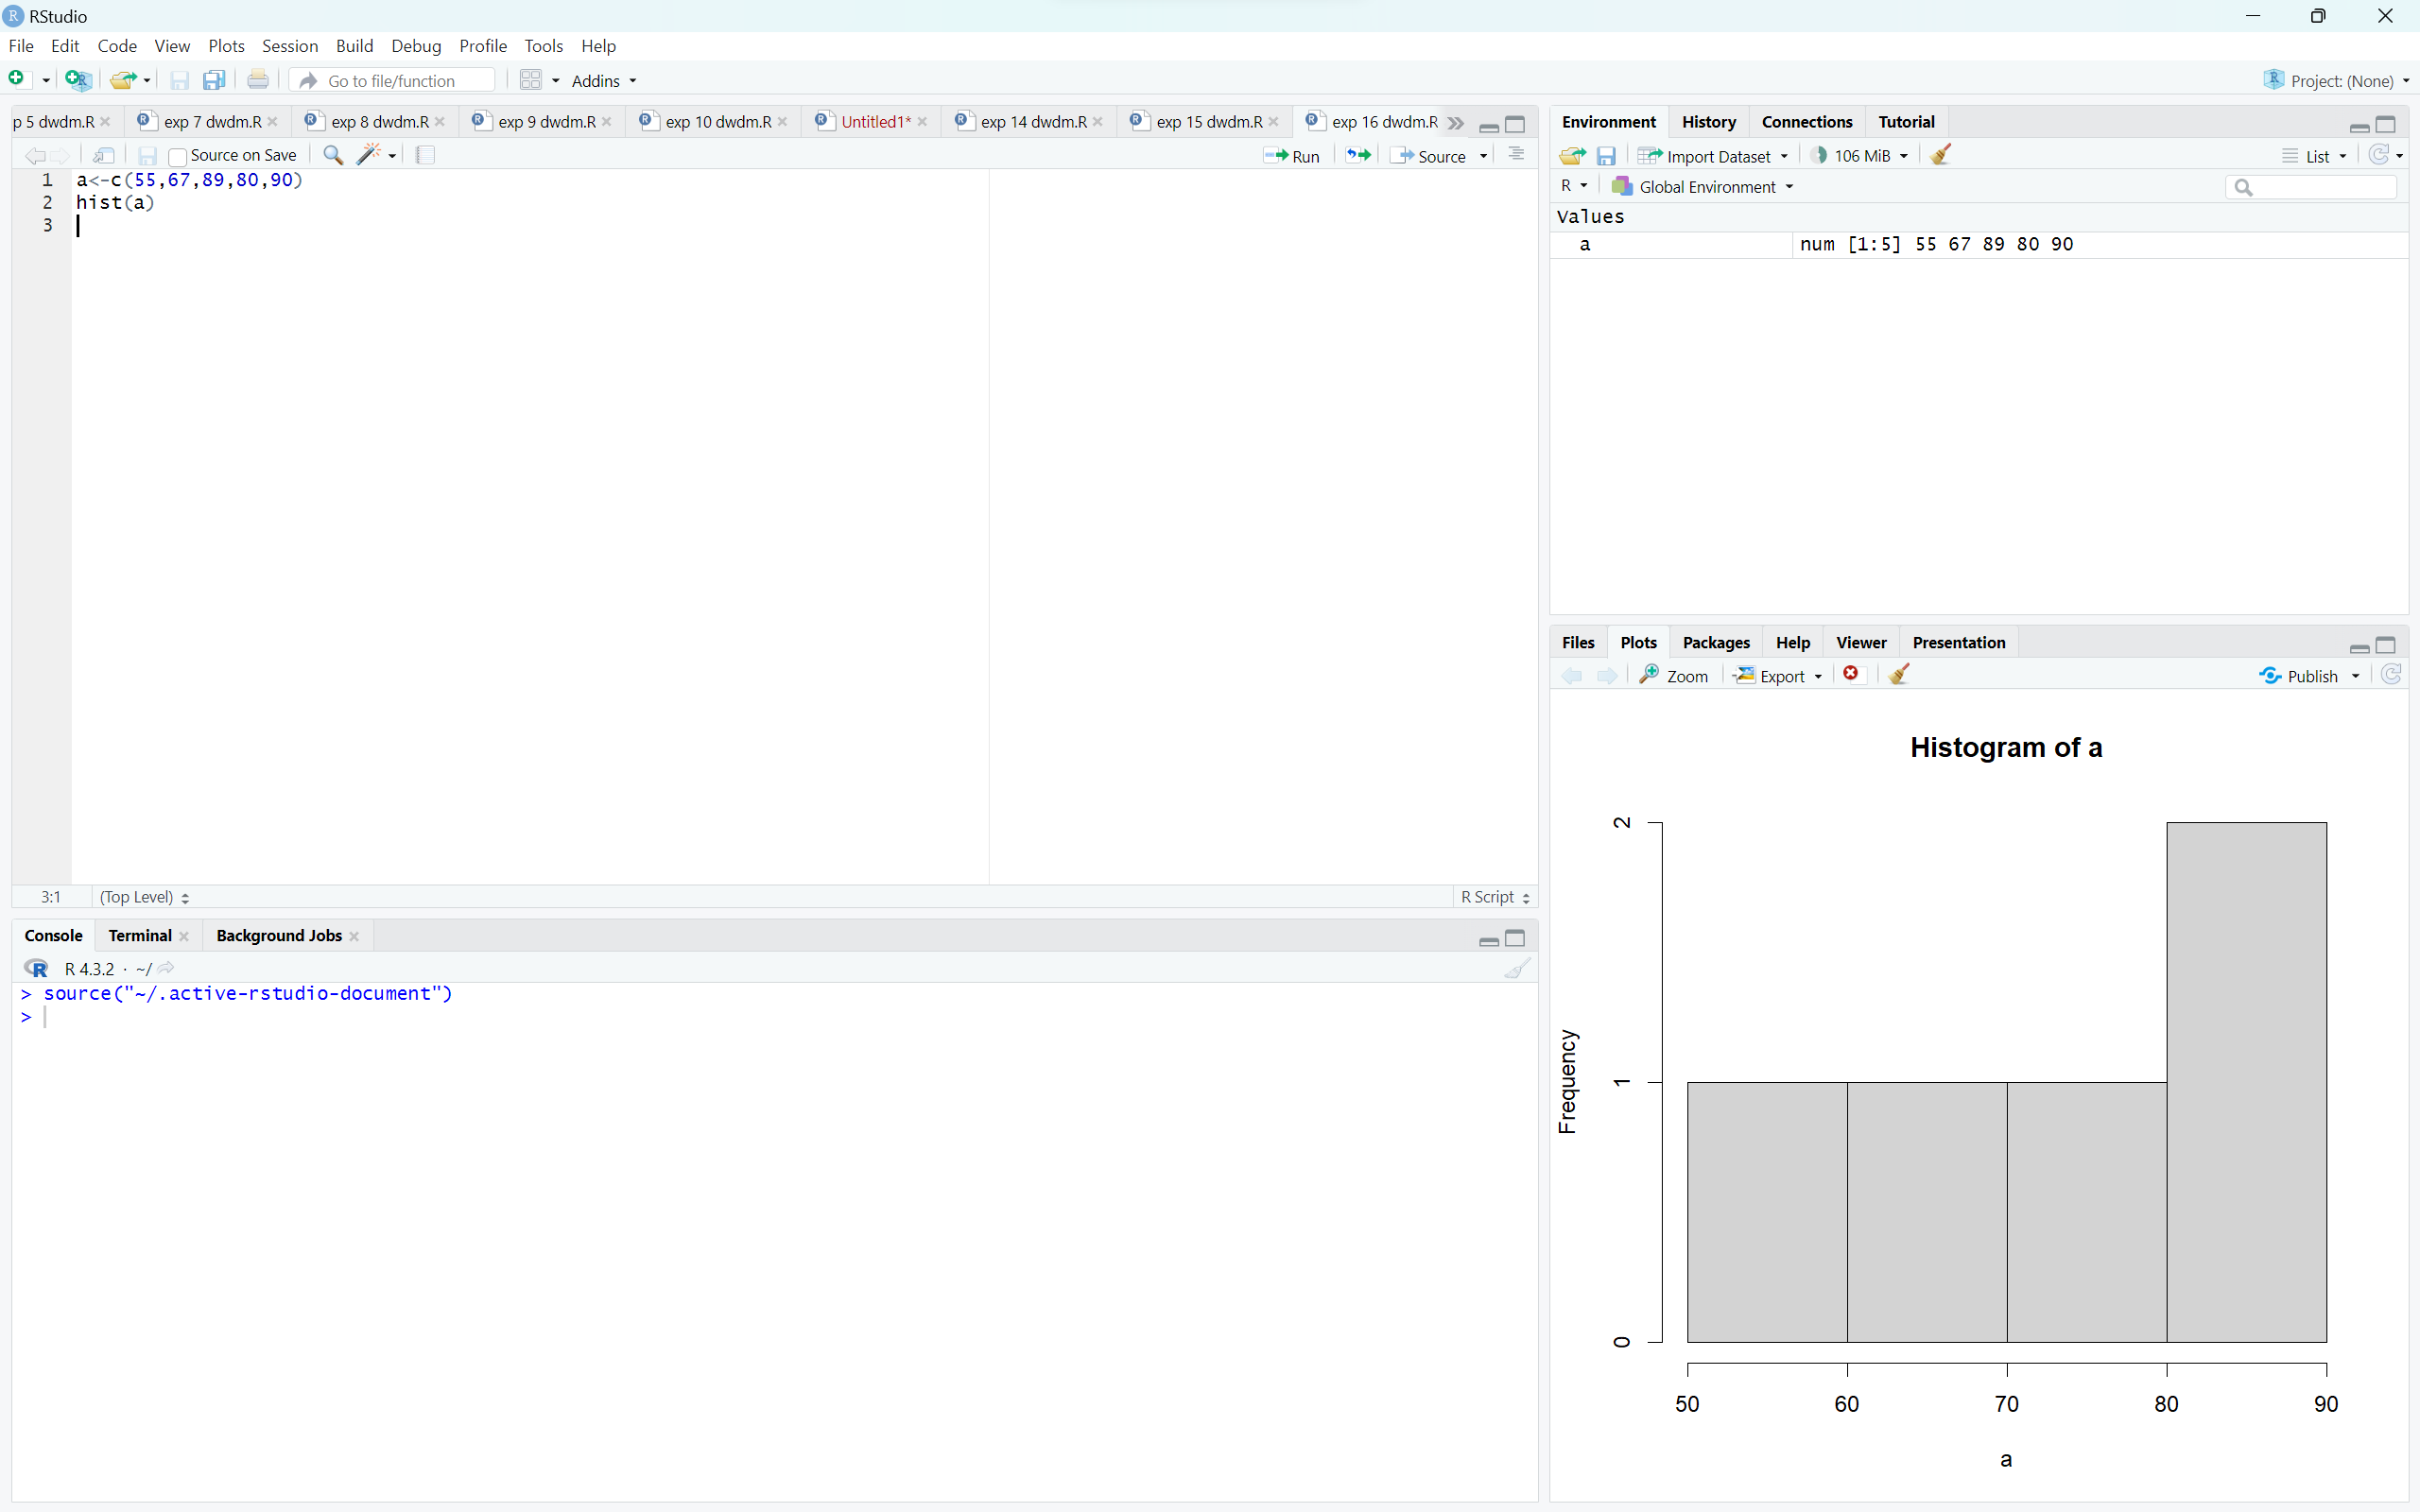 RStudio
File Edit Code View Plots Session Build Debug Profile Tools Help
Go to file/function Addins Project: (None)
p 5 dwdm.R exp 7 dwdm.R exp 8 dwdm.R exp 9 dwdm.R exp 10 dwdm.R Untitled1* exp 14 dwdm.R exp 15 dwdm.R exp 16 dwdm.R
Source on Save Run Source
1 a<-c(55,67,89,80,90)
2 hist(a)
3
3:1 (Top Level) R Script
Console Terminal Background Jobs
R 4.3.2 · ~/
> source("~/.active-rstudio-document")
>
Environment History Connections Tutorial
Import Dataset 106 MiB List
R Global Environment
Values
a num [1:5] 55 67 89 80 90
Files Plots Packages Help Viewer Presentation
Zoom Export Publish
Histogram of a
Frequency
2
1
0
50 60 70 80 90
a